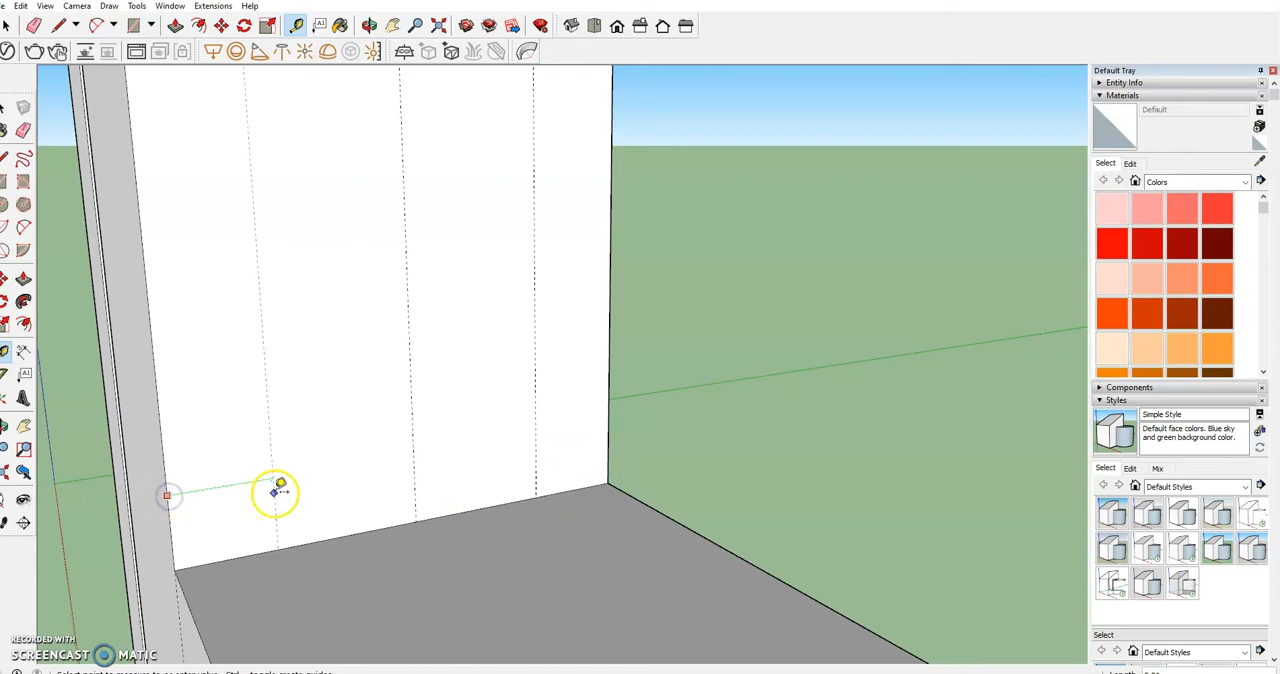 Edit View Camera Draw Tools Window Extensions Help
Default Tray
Entity Info
Materials
Default
Select Edit
Colors
Components
Styles
Simple Style
Default face colors. Blue sky and green background color.
Select Edit Mix
Default Styles
Select
Default Styles
RECORDED WITH
SCREENCAST MATIC